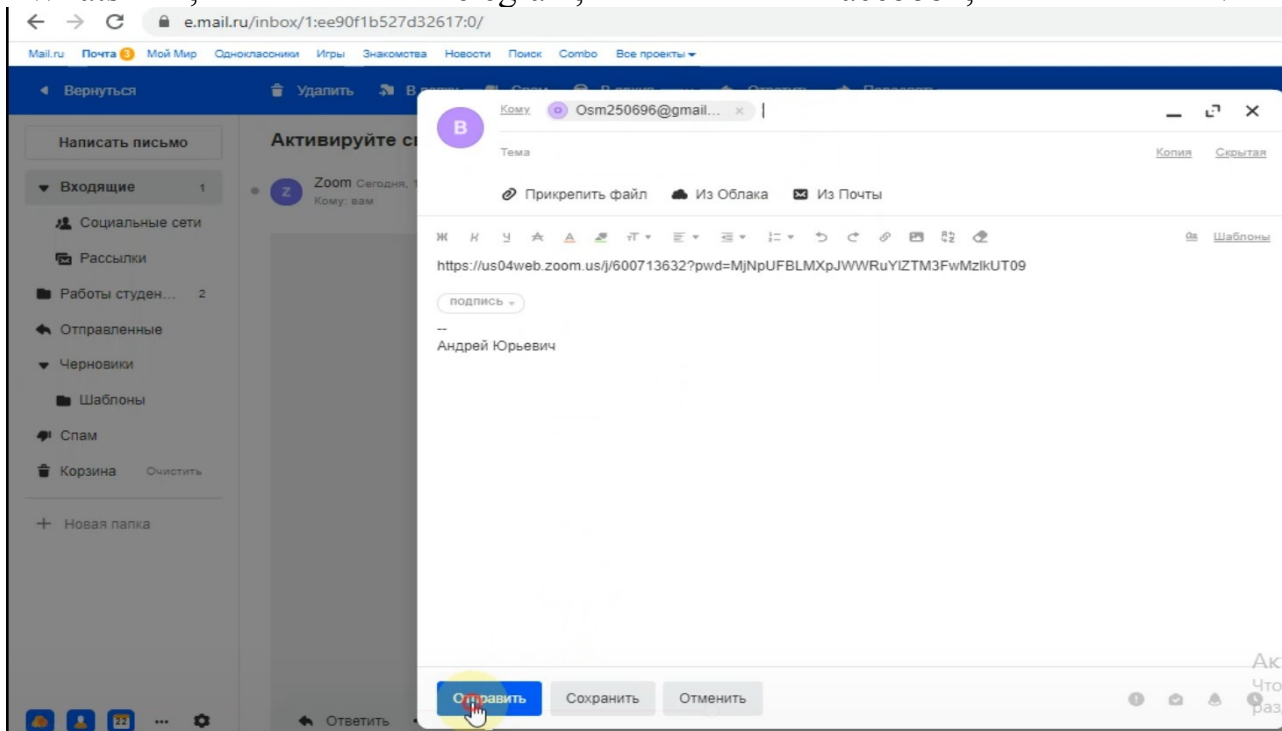 e.mail.ru/inbox/1:ee90f1b527d32617:0/
Mail.ru Почта 3 Мой Мир Одноклассники Игры Знакомства Новости Поиск Combo Все проекты
Вернуться Удалить
Кому Osm250696@gmail...
B
Написать письмо Активируйте
Тема Копия Скрытая
Входящие 1
Z Zoom Сегодня,
Кому: вам
Прикрепить файл Из Облака Из Почты
Социальные сети
Ж К Ч А Шаблоны
Рассылки
https://us04web.zoom.us/j/600713632?pwd=MjNpUFBLMXpJWWRuYlZTM3FwMzlkUT09
Работы студен... 2
подпись
Отправленные
--
Андрей Юрьевич
Черновики
Шаблоны
Спам
Корзина Очистить
+ Новая папка
Отправить Сохранить Отменить
22 ... Ответить